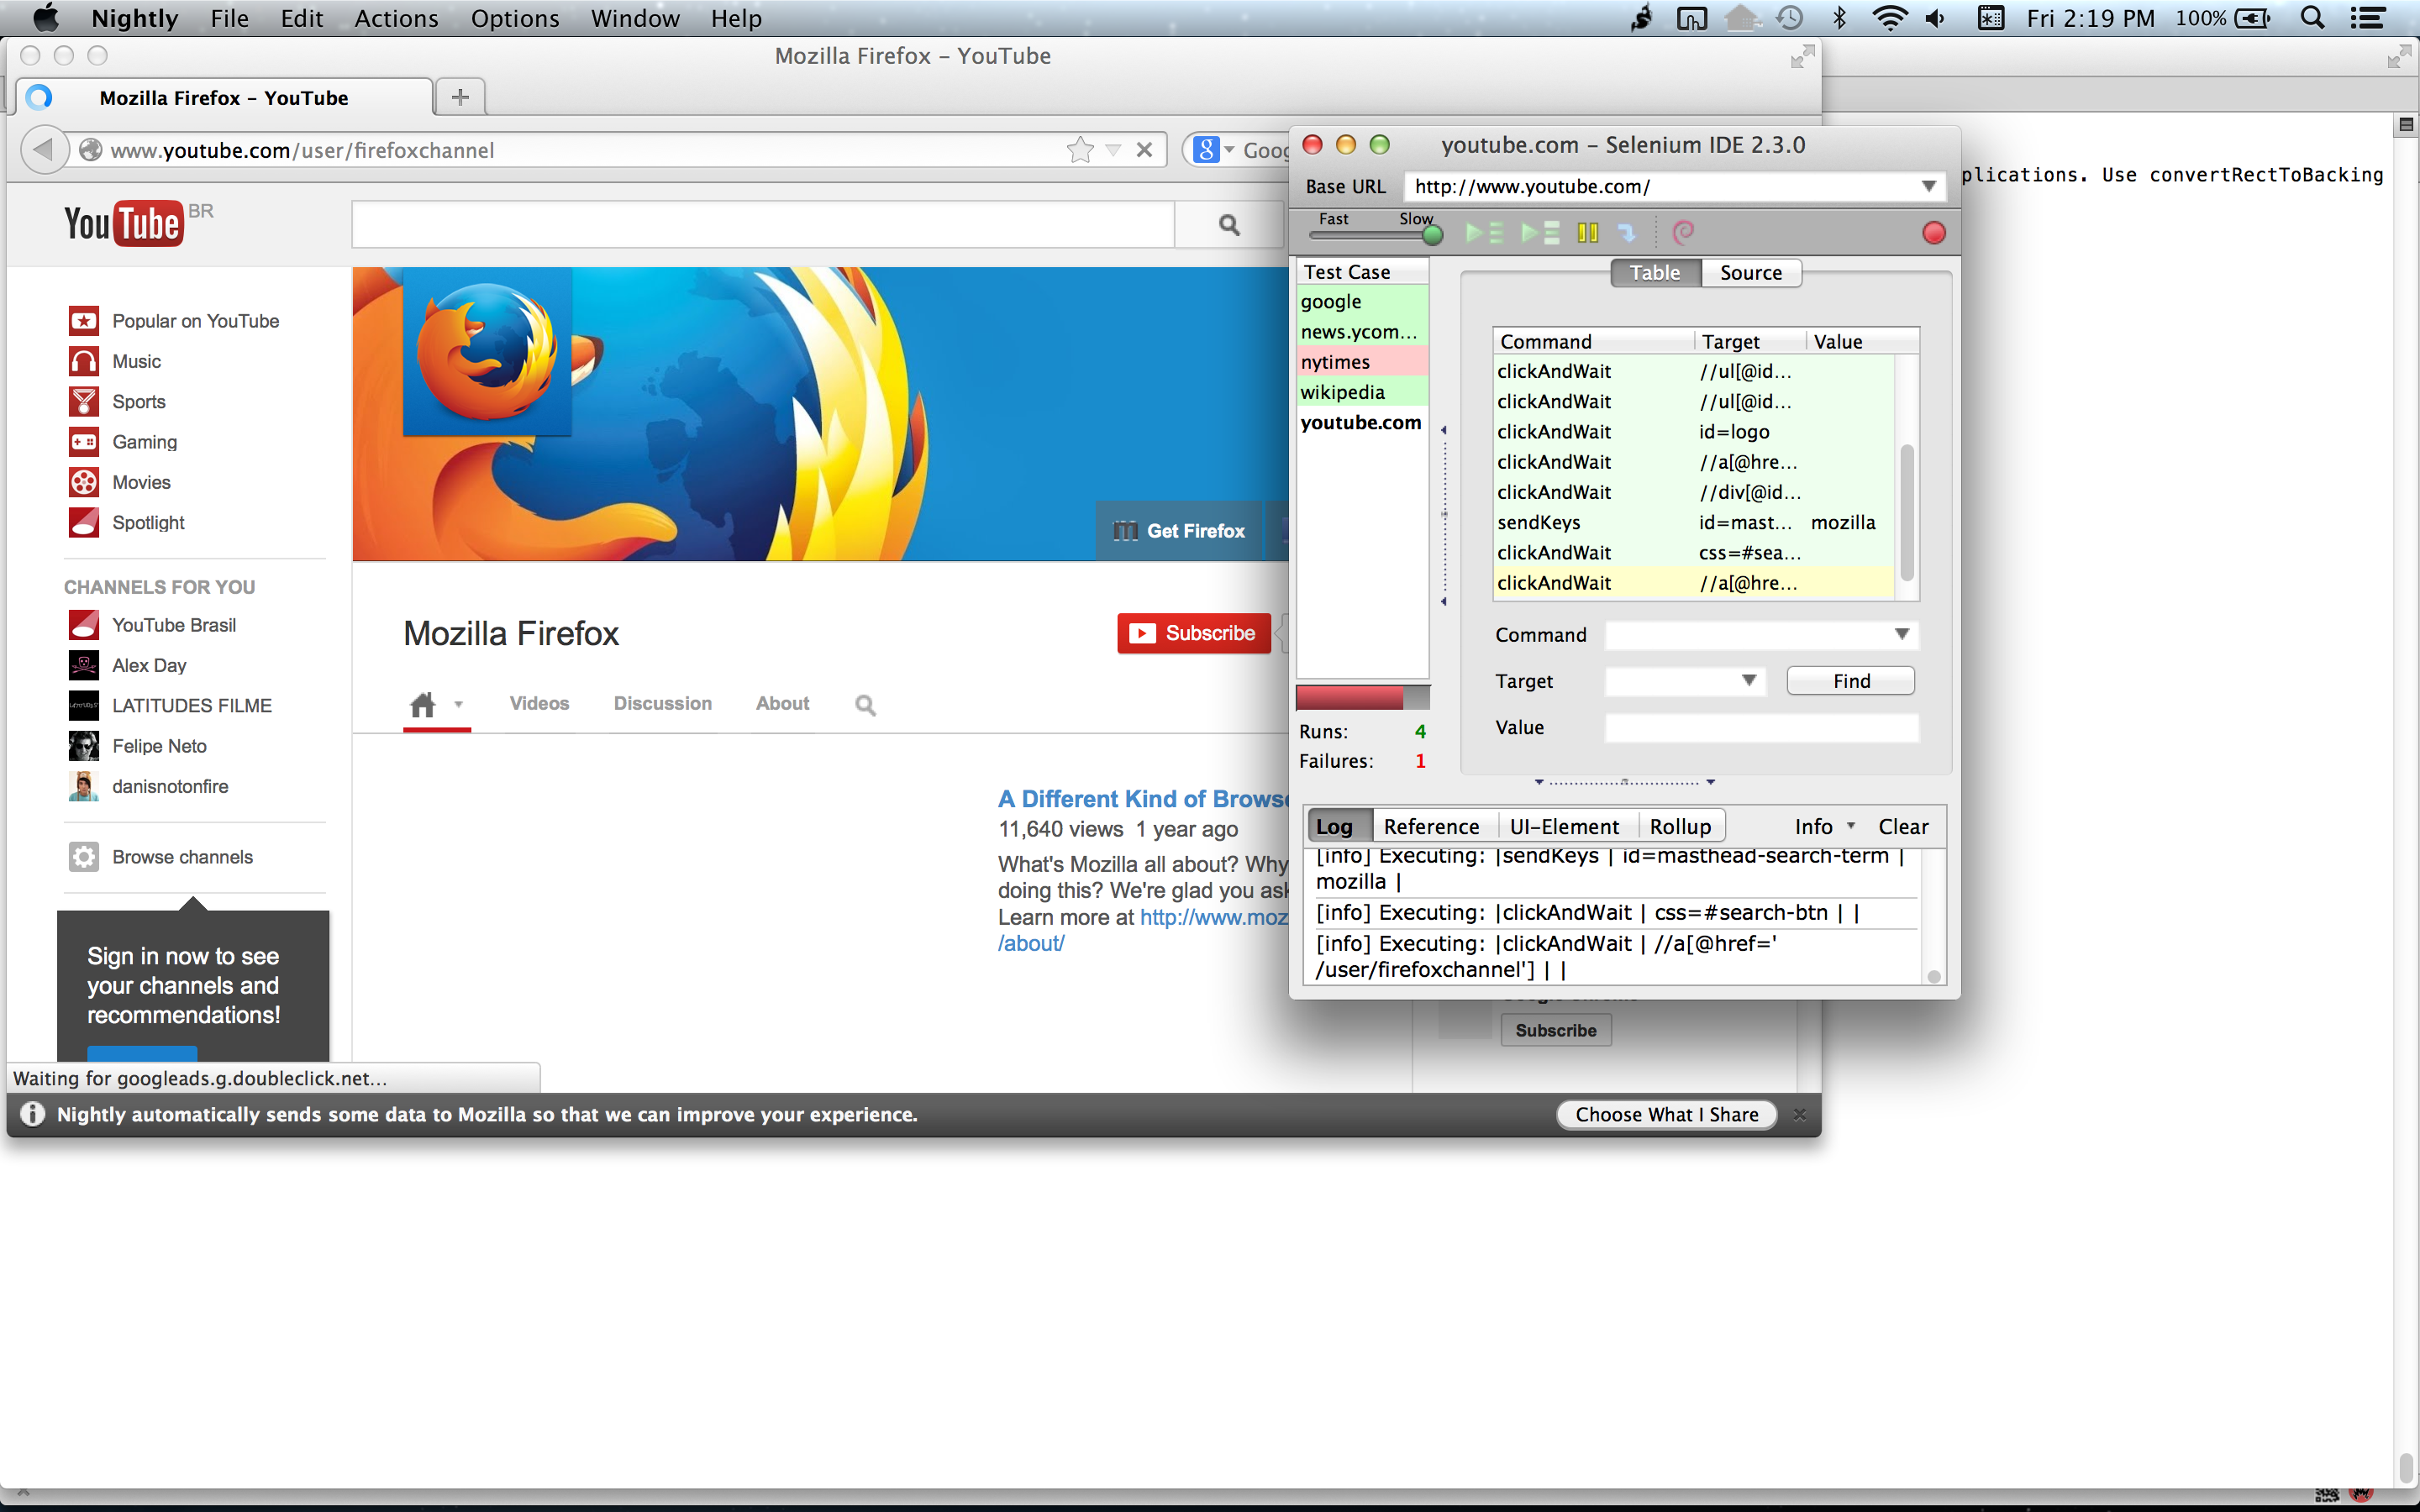 Nightly File Edit Actions Options Window Help
Fri 2:19 PM 100%
Mozilla Firefox – YouTube
Mozilla Firefox – YouTube
www.youtube.com/user/firefoxchannel
Goog
YouTube BR
Popular on YouTube
Music
Sports
Gaming
Movies
Spotlight
CHANNELS FOR YOU
YouTube Brasil
Alex Day
LATITUDES FILME
Felipe Neto
danisnotonfire
Browse channels
Sign in now to see
your channels and
recommendations!
Get Firefox
Mozilla Firefox
Subscribe
Videos Discussion About
A Different Kind of Browse
11,640 views 1 year ago
What's Mozilla all about? Why
doing this? We're glad you ask
Learn more at http://www.moz
/about/
Subscribe
Waiting for googleads.g.doubleclick.net...
Nightly automatically sends some data to Mozilla so that we can improve your experience.
Choose What I Share
youtube.com – Selenium IDE 2.3.0
Base URL http://www.youtube.com/
Fast Slow
Test Case
google
news.ycom...
nytimes
wikipedia
youtube.com
Runs: 4
Failures: 1
Table Source
Command Target Value
clickAndWait //ul[@id...
clickAndWait //ul[@id...
clickAndWait id=logo
clickAndWait //a[@hre...
clickAndWait //div[@id...
sendKeys id=mast... mozilla
clickAndWait css=#sea...
clickAndWait //a[@hre...
Command
Target Find
Value
Log Reference UI-Element Rollup Info Clear
[info] Executing: |sendKeys | id=masthead-search-term |
mozilla |
[info] Executing: |clickAndWait | css=#search-btn | |
[info] Executing: |clickAndWait | //a[@href='
/user/firefoxchannel'] | |
plications. Use convertRectToBacking